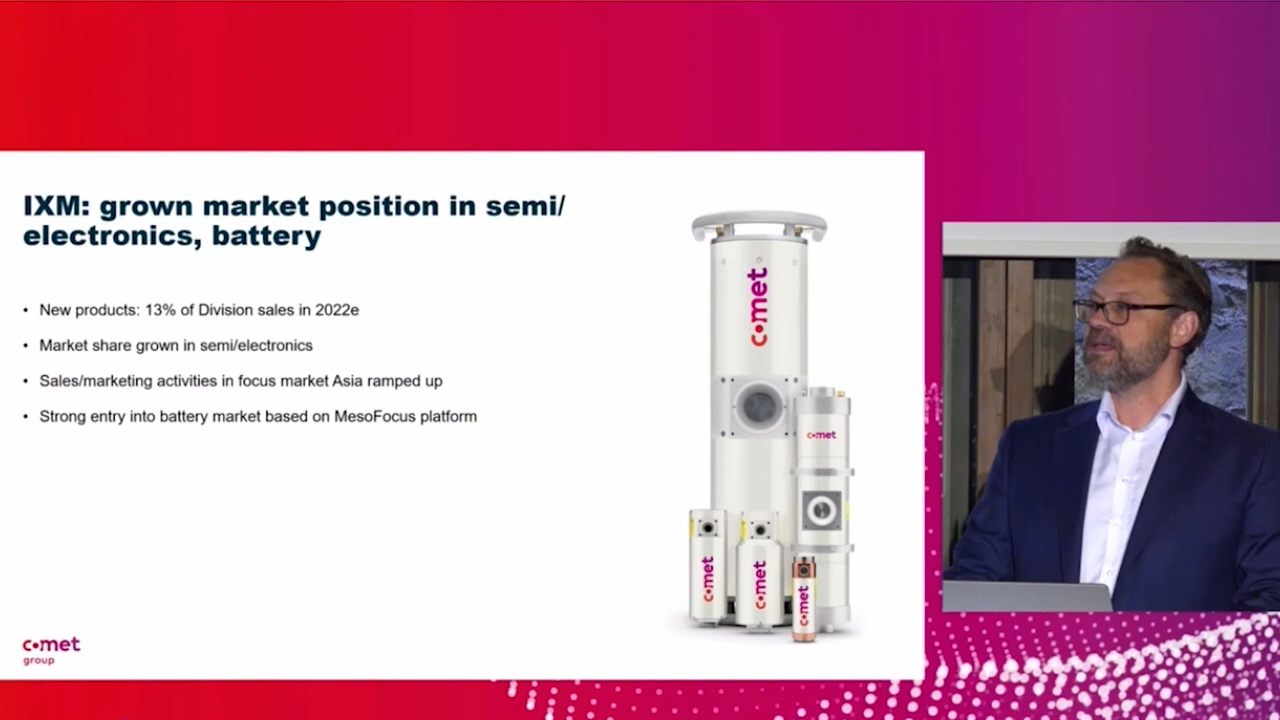 IXM: grown market position in semi/
electronics, battery
• New products: 13% of Division sales in 2022e
• Market share grown in semi/electronics
• Sales/marketing activities in focus market Asia ramped up
• Strong entry into battery market based on MesoFocus platform
comet
comet
comet
comet
comet
comet
group